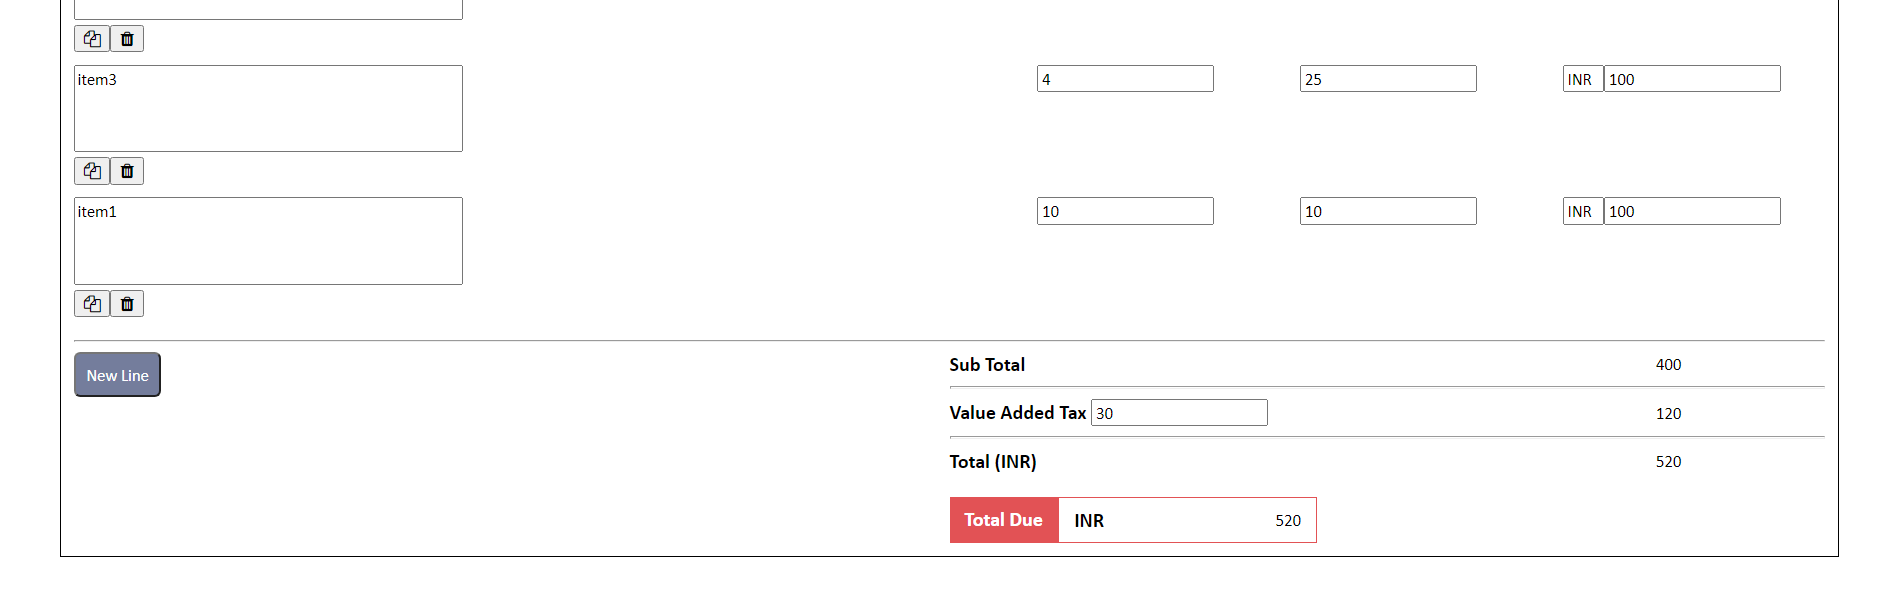 item3 4 25 INR 100
item1 10 10 INR 100
New Line
Sub Total 400
Value Added Tax 30 120
Total (INR) 520
Total Due INR 520